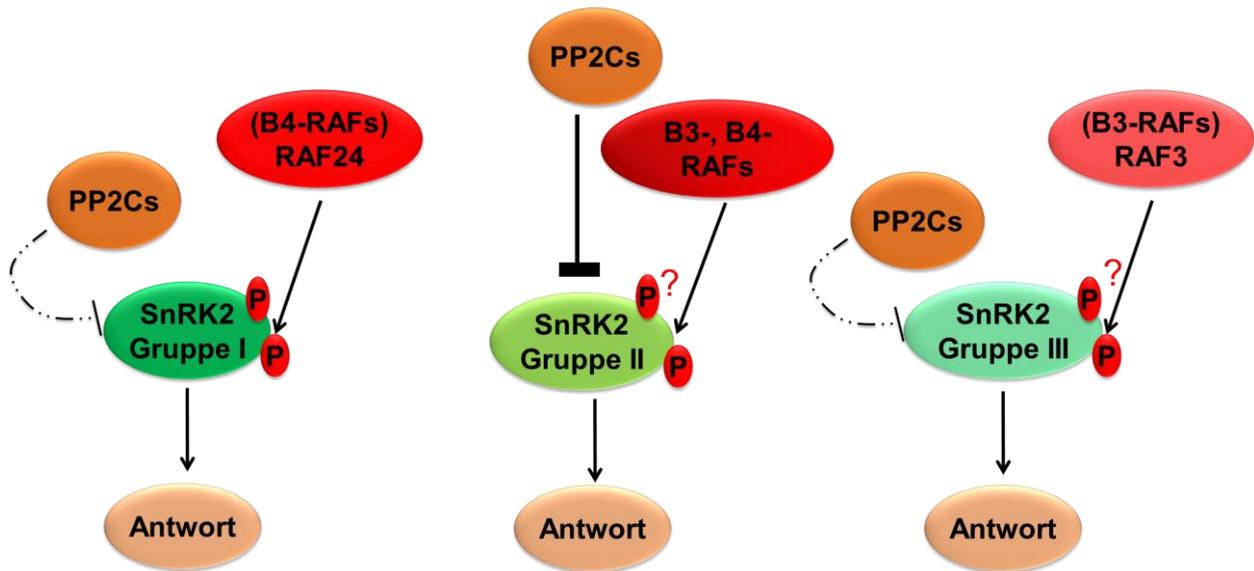 PP2Cs
(B4-RAFs)
RAF24
P
SnRK2
Gruppe I
P
Antwort
PP2Cs
B3-, B4-
RAFs
P
?
SnRK2
Gruppe II
P
Antwort
PP2Cs
(B3-RAFs)
RAF3
P
?
SnRK2
Gruppe III
P
Antwort